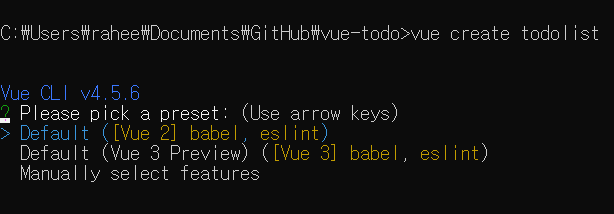 C:₩Users₩rahee₩Documents₩GitHub₩vue-todo>vue create todolist
Vue CLI v4.5.6
? Please pick a preset: (Use arrow keys)
> Default ([Vue 2] babel, eslint)
Default (Vue 3 Preview) ([Vue 3] babel, eslint)
Manually select features